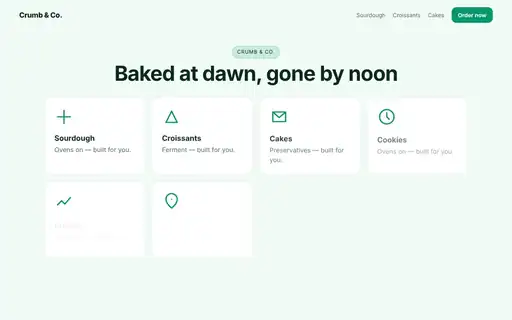 Crumb & Co.
Sourdough
Croissants
Cakes
Order now
CRUMB & CO.
Baked at dawn, gone by noon
Sourdough
Ovens on — built for you.
Croissants
Ferment — built for you.
Cakes
Preservatives — built for
you.
Cookies
Ovens on — built for you.